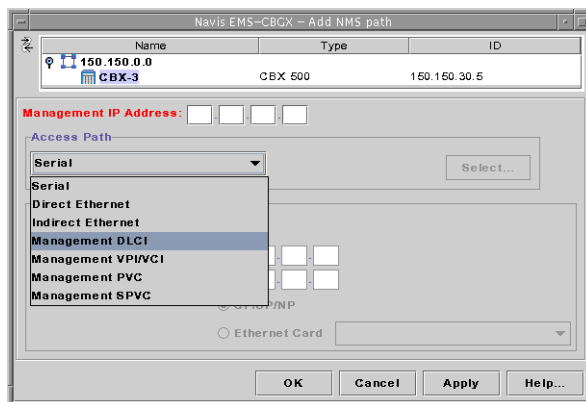 Navis EMS-CBGX - Add NMS path
Name Type ID
150.150.0.0
CBX-3 CBX 500 150.150.30.5
Management IP Address:
Access Path
Serial
Select...
Serial
Direct Ethernet
Indirect Ethernet
Management DLCI
Management VPI/VCI
Management PVC
Management SPVC
Ethernet Card
OK Cancel Apply Help...